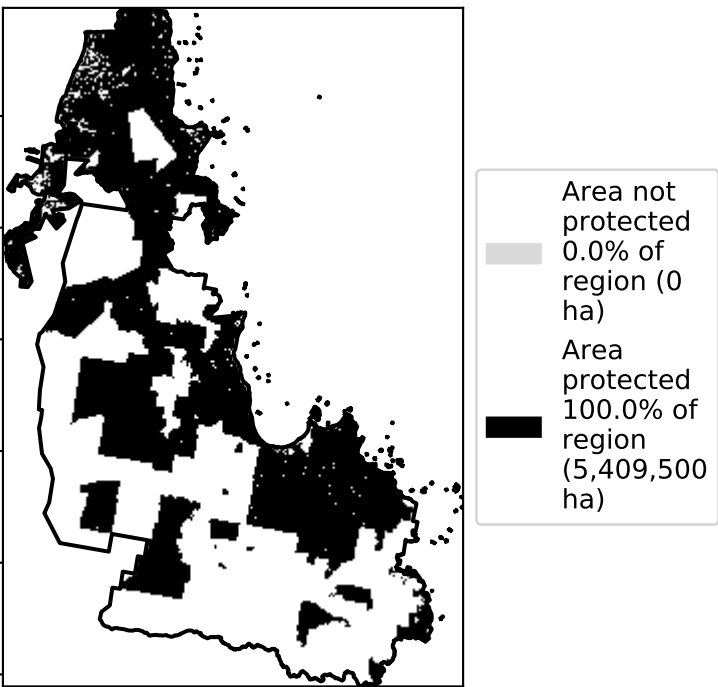 Area not
protected
0.0% of
region (0
ha)
Area
protected
100.0% of
region
(5,409,500
ha)